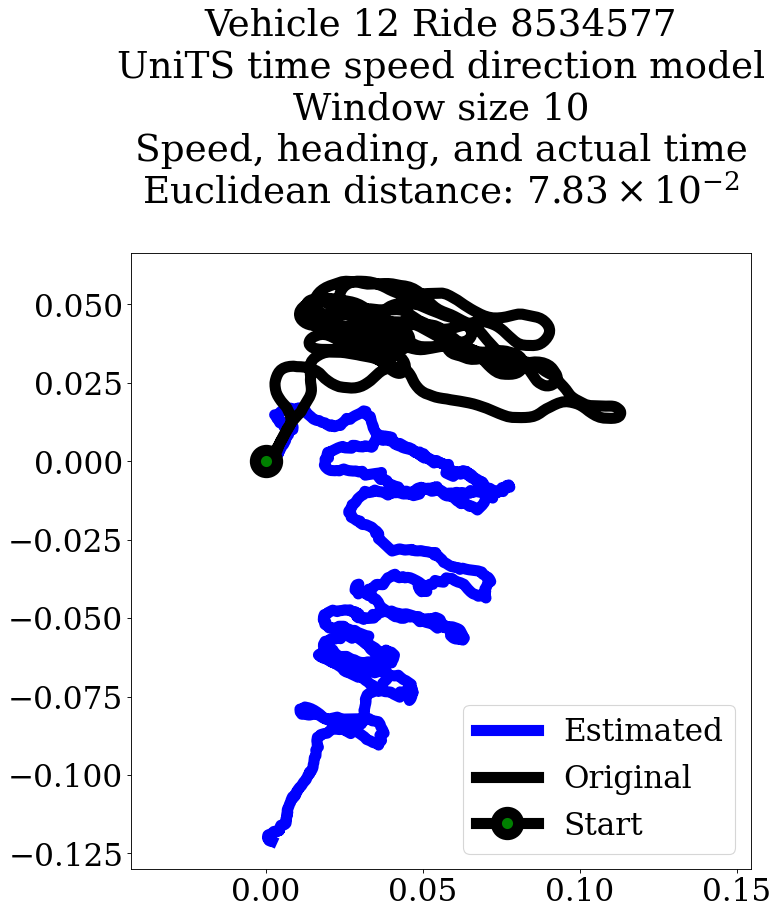 Vehicle 12 Ride 8534577
UniTS time speed direction model
Window size 10
Speed, heading, and actual time
Euclidean distance: 7.83 × 10⁻²
0.050
0.025
0.000
−0.025
−0.050
−0.075
−0.100
−0.125
Estimated
Original
Start
0.00 0.05 0.10 0.15